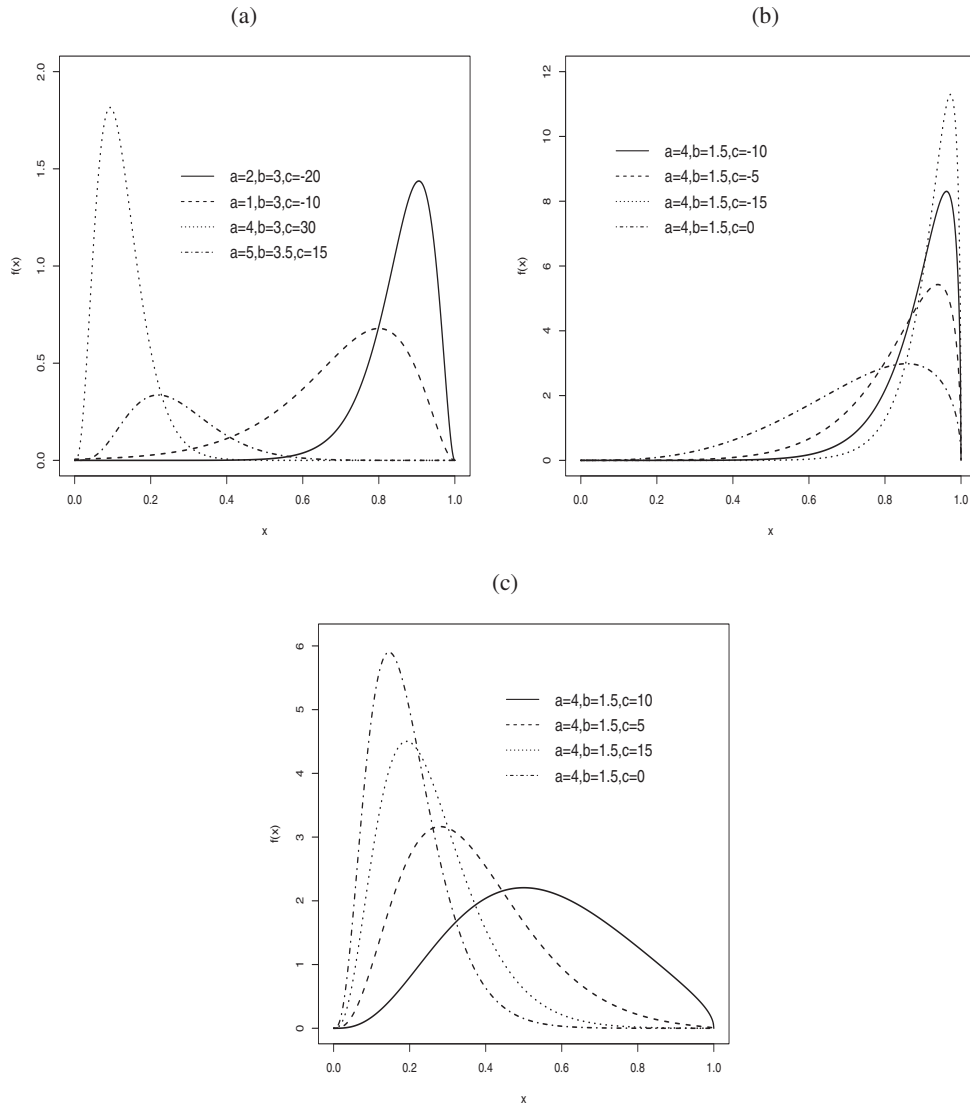 (a)
2.0
1.5
1.0
0.5
0.0
f(x)
a=2,b=3,c=-20
a=1,b=3,c=-10
a=4,b=3,c=30
a=5,b=3.5,c=15
0.0 0.2 0.4 0.6 0.8 1.0
x
(b)
12
10
8
6
4
2
0
f(x)
a=4,b=1.5,c=-10
a=4,b=1.5,c=-5
a=4,b=1.5,c=-15
a=4,b=1.5,c=0
0.0 0.2 0.4 0.6 0.8 1.0
x
(c)
6
5
4
3
2
1
0
f(x)
a=4,b=1.5,c=10
a=4,b=1.5,c=5
a=4,b=1.5,c=15
a=4,b=1.5,c=0
0.0 0.2 0.4 0.6 0.8 1.0
x